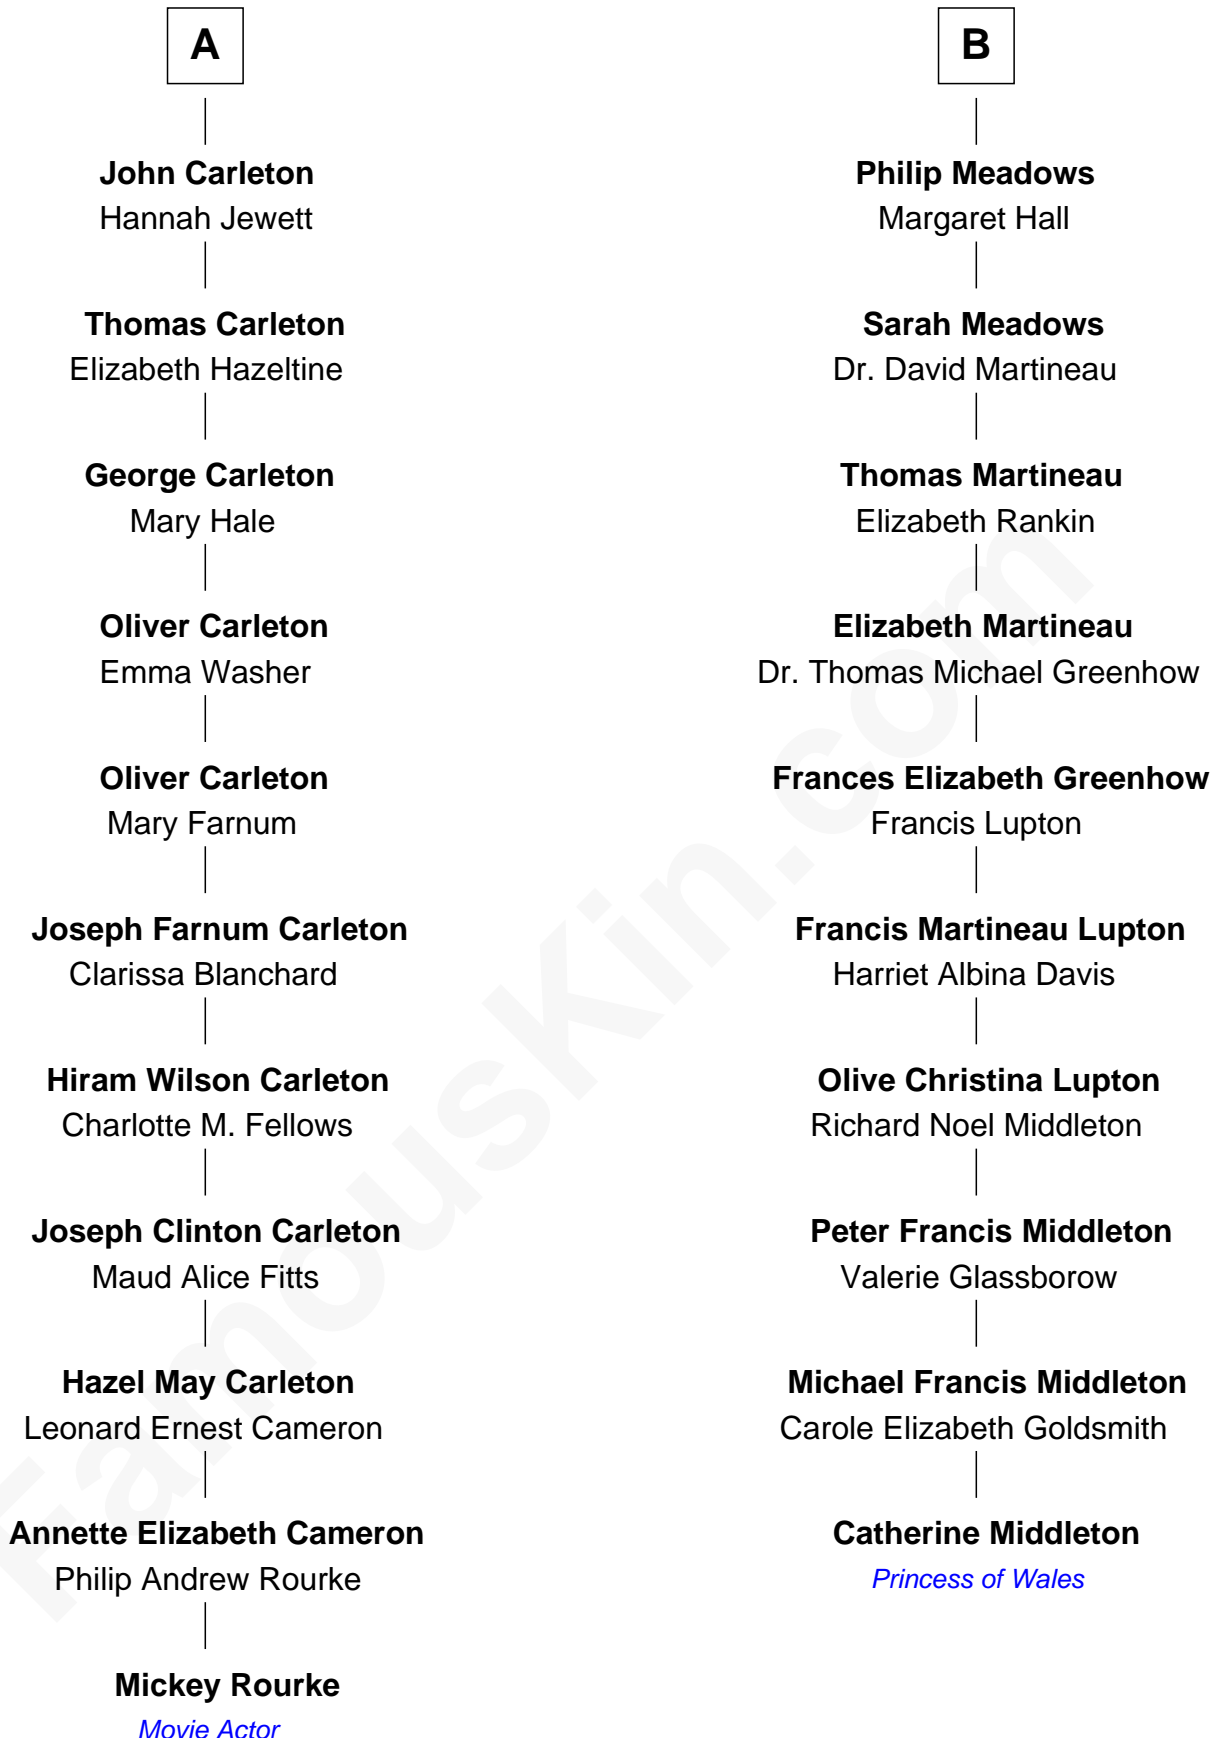 A
John Carleton
Hannah Jewett
Thomas Carleton
Elizabeth Hazeltine
George Carleton
Mary Hale
Oliver Carleton
Emma Washer
Oliver Carleton
Mary Farnum
Joseph Farnum Carleton
Clarissa Blanchard
Hiram Wilson Carleton
Charlotte M. Fellows
Joseph Clinton Carleton
Maud Alice Fitts
Hazel May Carleton
Leonard Ernest Cameron
Annette Elizabeth Cameron
Philip Andrew Rourke
Mickey Rourke
Movie Actor
B
Philip Meadows
Margaret Hall
Sarah Meadows
Dr. David Martineau
Thomas Martineau
Elizabeth Rankin
Elizabeth Martineau
Dr. Thomas Michael Greenhow
Frances Elizabeth Greenhow
Francis Lupton
Francis Martineau Lupton
Harriet Albina Davis
Olive Christina Lupton
Richard Noel Middleton
Peter Francis Middleton
Valerie Glassborow
Michael Francis Middleton
Carole Elizabeth Goldsmith
Catherine Middleton
Princess of Wales
FamousKin.com